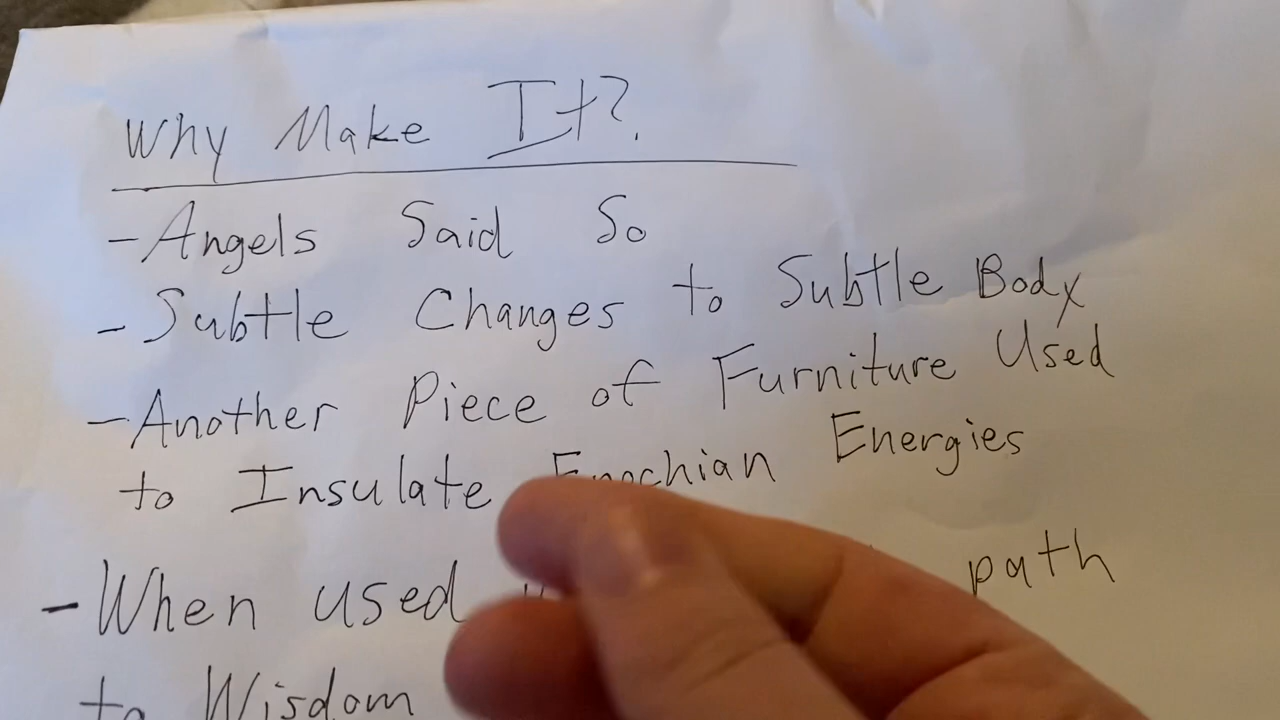 Why Make It?
- Angels Said So
- Subtle Changes to Subtle Body
- Another Piece of Furniture Used
to Insulate Enochian Energies
- When used path
to Wisdom